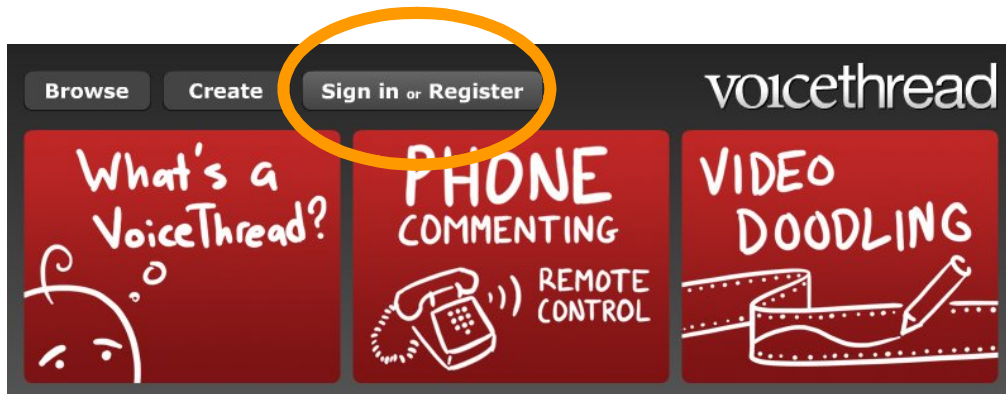 Browse
Create
Sign in or Register
voicethread
What's a
VoiceThread?
PHONE
COMMENTING
REMOTE
CONTROL
VIDEO
DOODLING